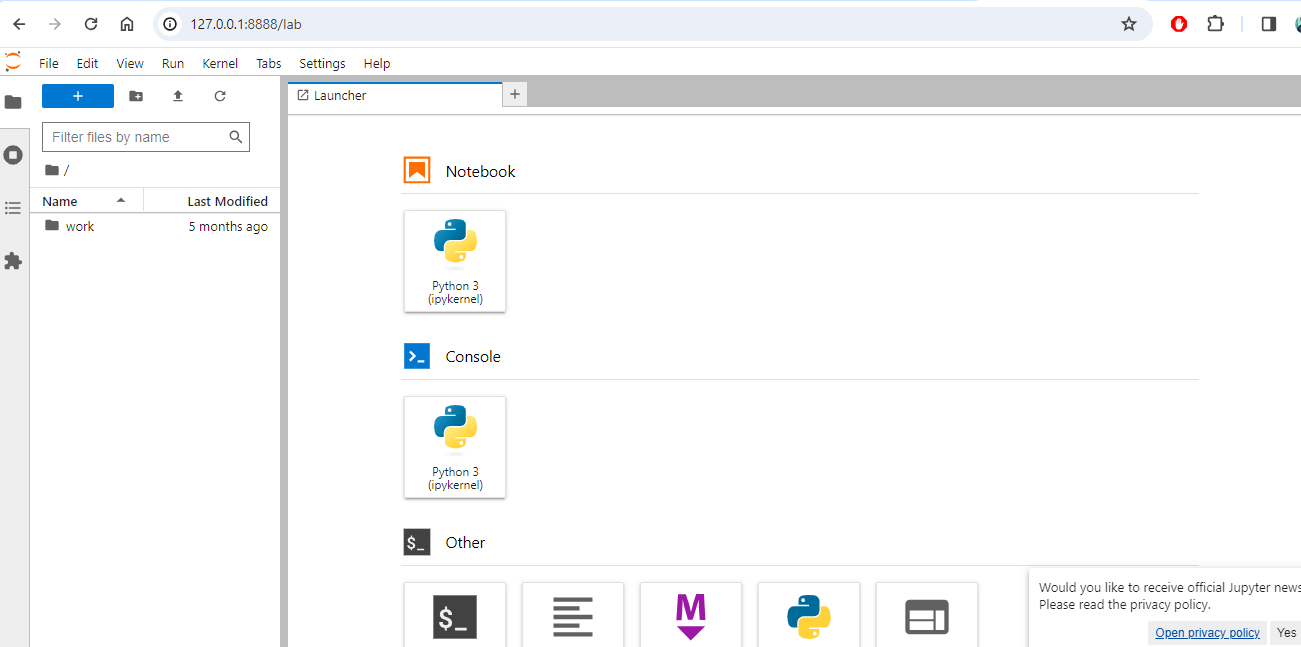 127.0.0.1:8888/lab
File Edit View Run Kernel Tabs Settings Help
+
Launcher
+
Filter files by name
/
Name Last Modified
work 5 months ago
Notebook
Python 3
(ipykernel)
>_ Console
Python 3
(ipykernel)
$_ Other
$_
M
Would you like to receive official Jupyter news
Please read the privacy policy.
Open privacy policy Yes